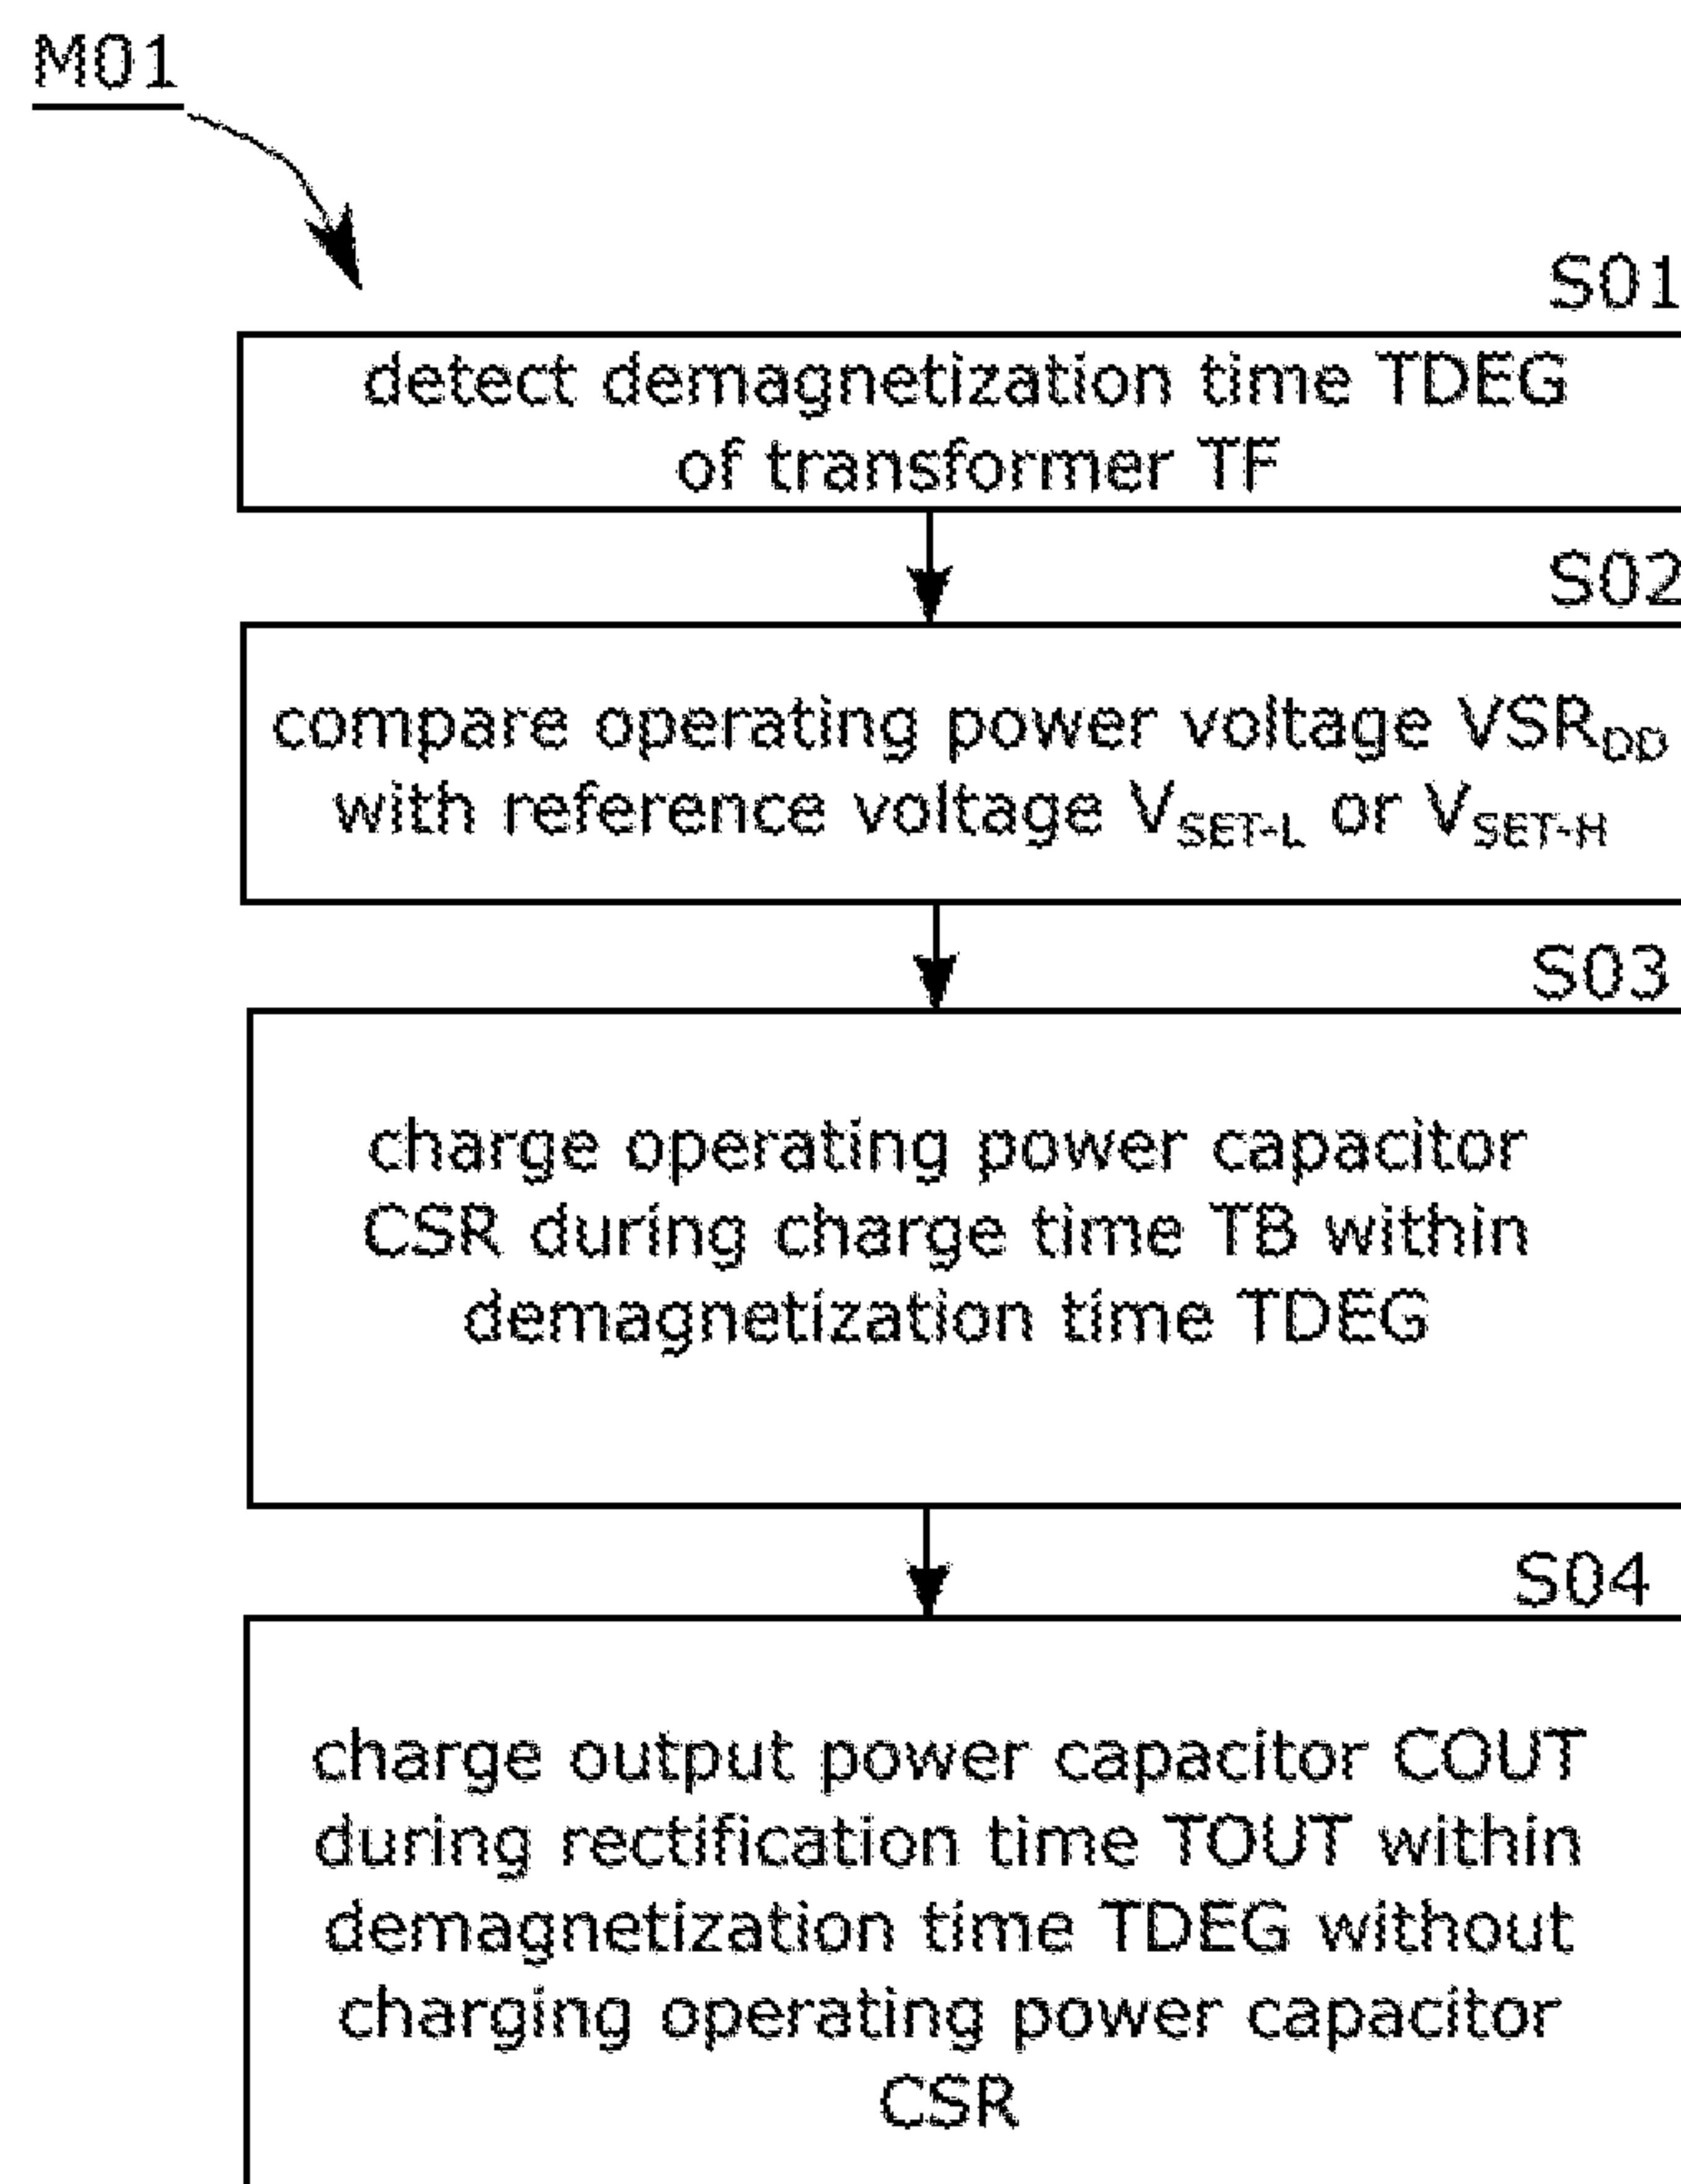 M01
S01
detect demagnetization time TDEG
of transformer TF
S02
compare operating power voltage VSR_DD
with reference voltage V_SET-L or V_SET-H
S03
charge operating power capacitor
CSR during charge time TB within
demagnetization time TDEG
S04
charge output power capacitor COUT
during rectification time TOUT within
demagnetization time TDEG without
charging operating power capacitor
CSR